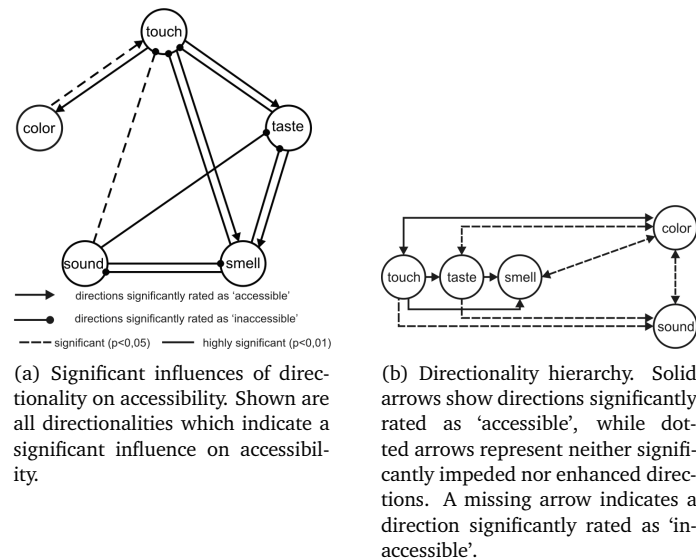 touch
color
taste
sound
smell
directions significantly rated as 'accessible'
directions significantly rated as 'inaccessible'
significant (p<0,05)
highly significant (p<0,01)
(a) Significant influences of direc-
tionality on accessibility. Shown are
all directionalities which indicate a
significant influence on accessibil-
ity.
color
touch
taste
smell
sound
(b) Directionality hierarchy. Solid
arrows show directions significantly
rated as ‘accessible’, while dot-
ted arrows represent neither signifi-
cantly impeded nor enhanced direc-
tions. A missing arrow indicates a
direction significantly rated as ‘in-
accessible’.